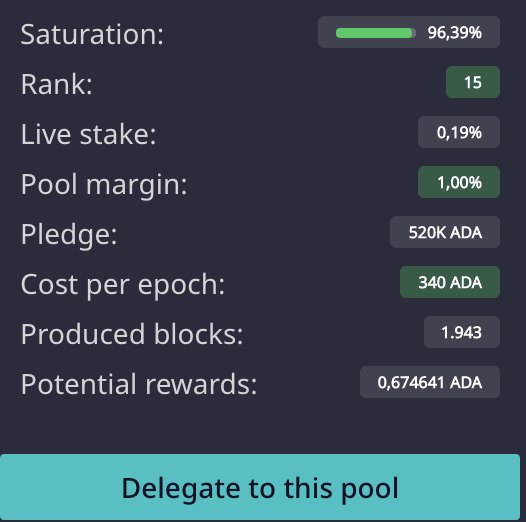 Saturation: 96,39%
Rank: 15
Live stake: 0,19%
Pool margin: 1,00%
Pledge: 520K ADA
Cost per epoch: 340 ADA
Produced blocks: 1.943
Potential rewards: 0,674641 ADA
Delegate to this pool